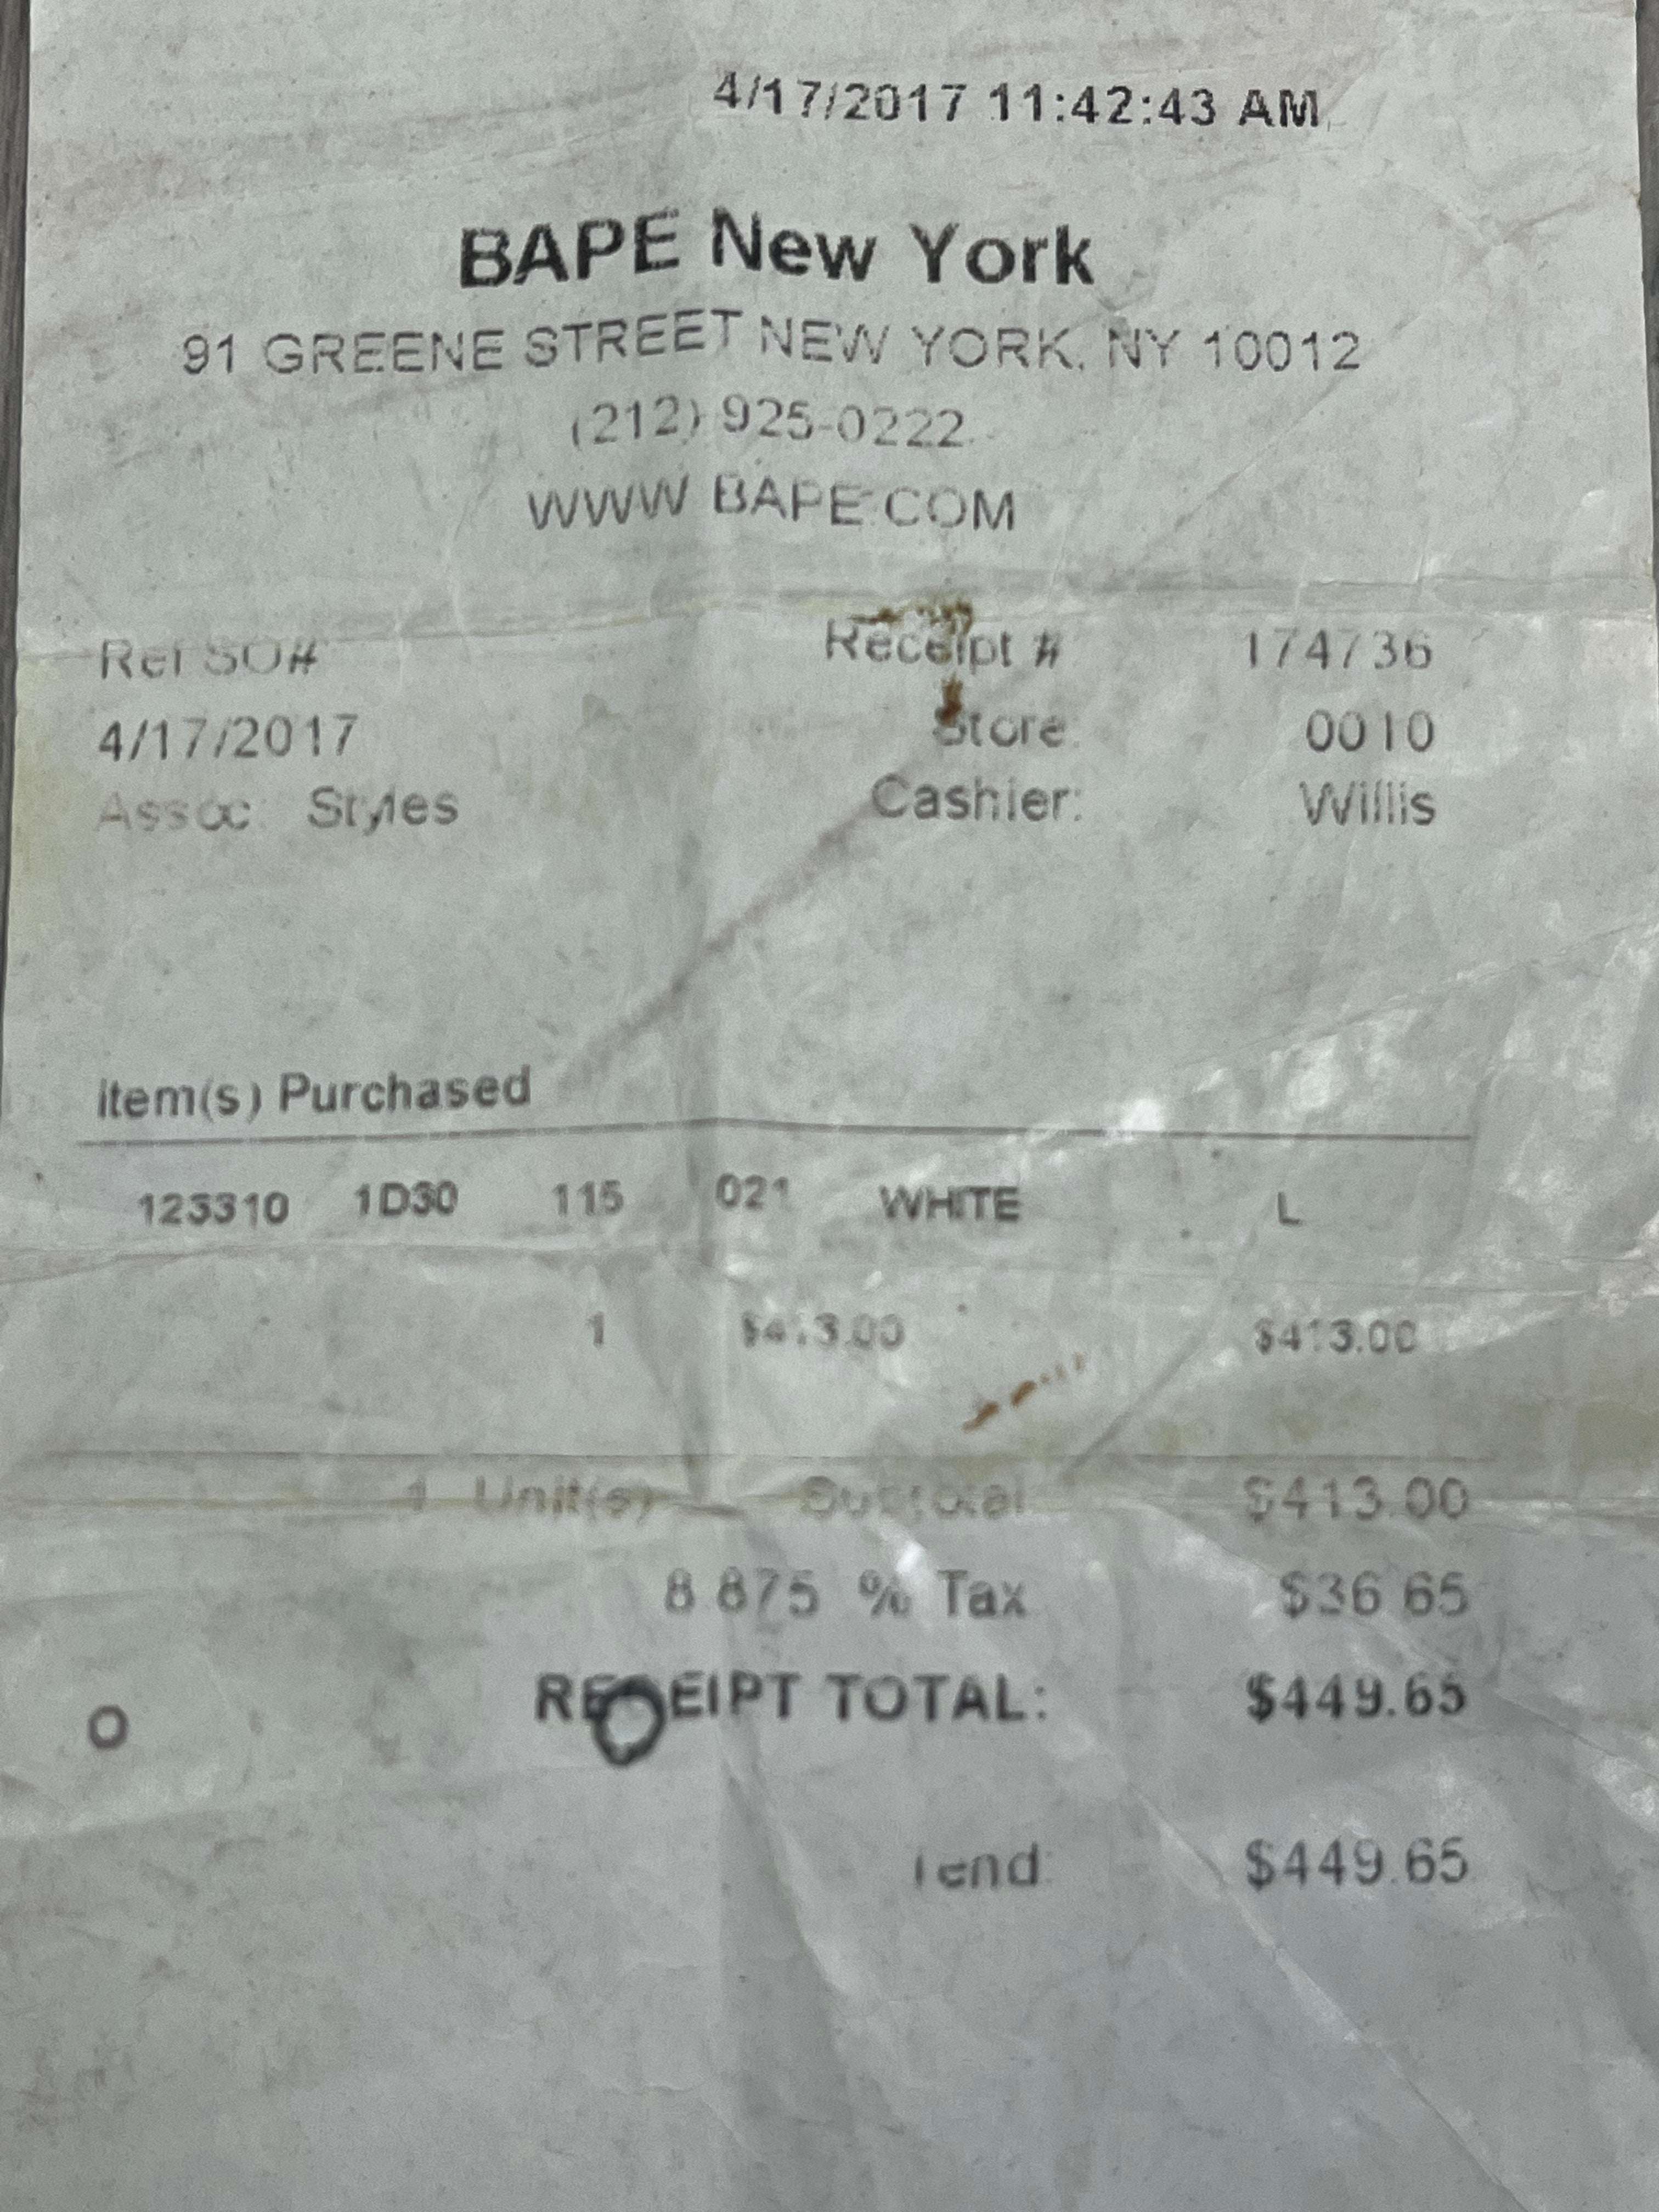 4/17/2017 11:42:43 AM
BAPE New York
91 GREENE STREET NEW YORK, NY 10012
(212) 925-0222
WWW.BAPE.COM
Ref SO# Receipt # 174736
4/17/2017 Store: 0010
Assoc: Styles Cashier: Willis
Item(s) Purchased
123310 1D30 115 021 WHITE L
1 $413.00 $413.00
1 Unit(s) Subtotal $413.00
8.875 % Tax $36.65
RECEIPT TOTAL: $449.65
Tend: $449.65